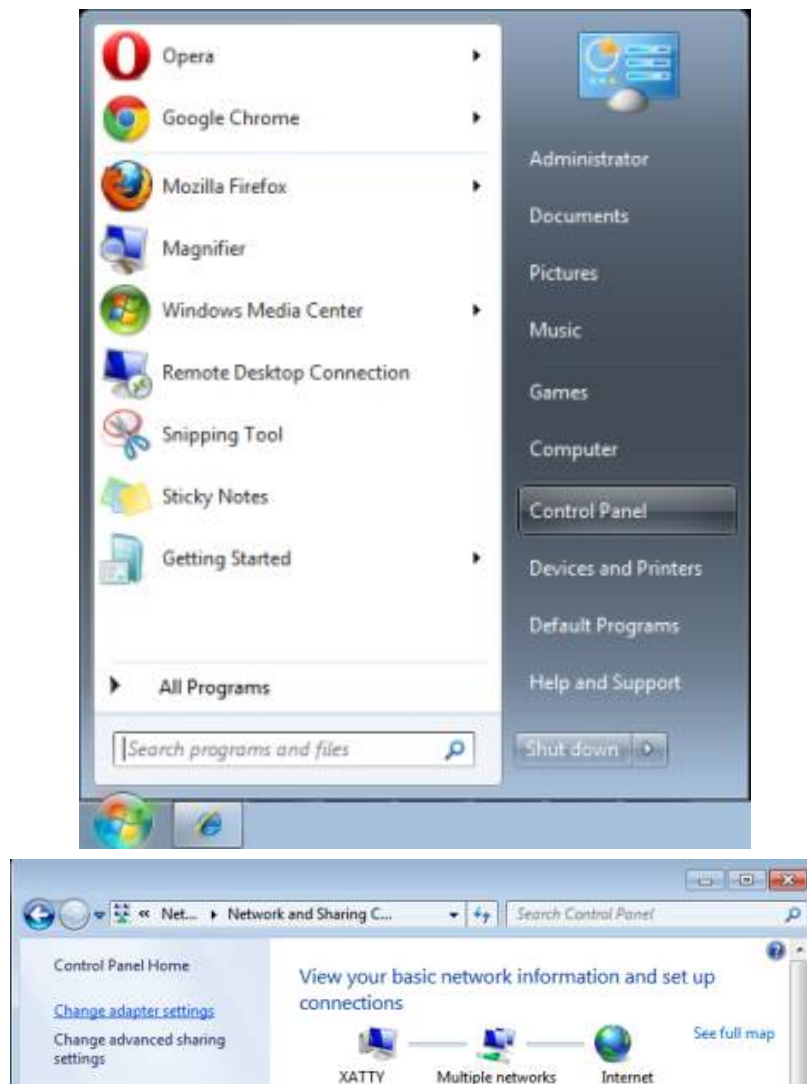 Opera
Google Chrome
Mozilla Firefox
Magnifier
Windows Media Center
Remote Desktop Connection
Snipping Tool
Sticky Notes
Getting Started
All Programs
Search programs and files
Administrator
Documents
Pictures
Music
Games
Computer
Control Panel
Devices and Printers
Default Programs
Help and Support
Shut down
« Net... Network and Sharing C...
Search Control Panel
Control Panel Home
Change adapter settings
Change advanced sharing
settings
View your basic network information and set up
connections
See full map
XATTY Multiple networks Internet